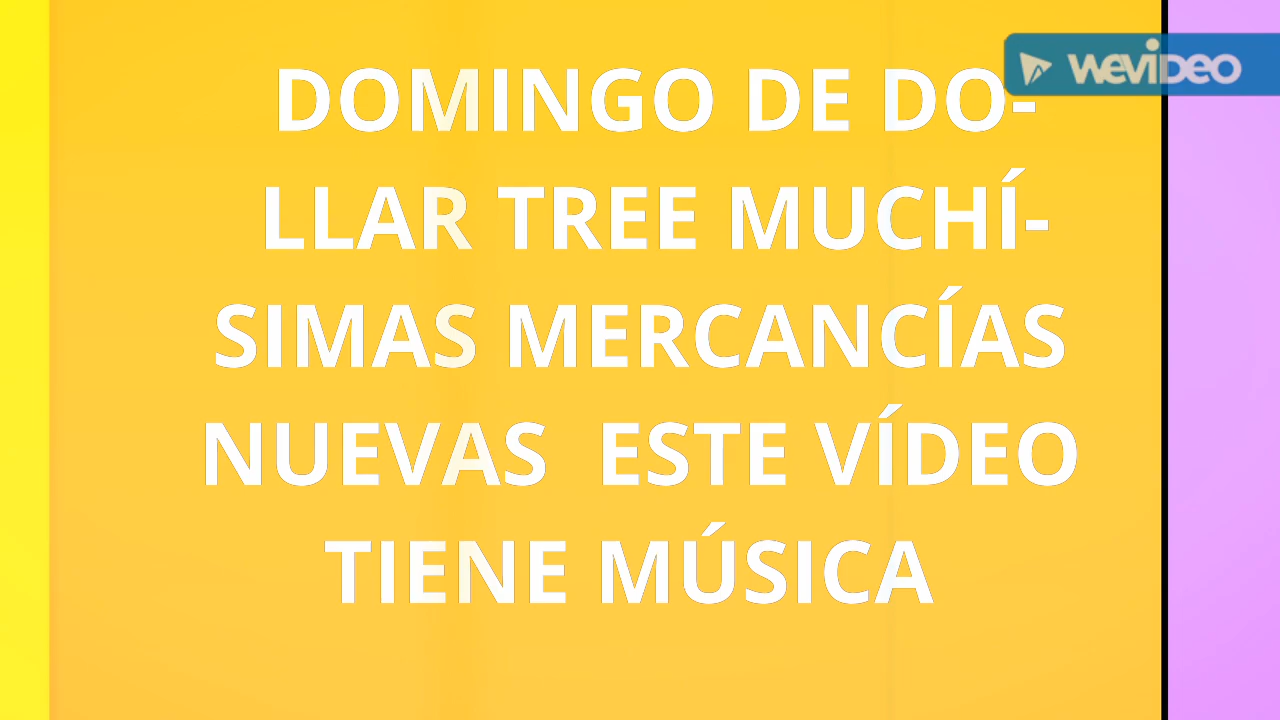 WEVIDEO
DOMINGO DE DO-
LLAR TREE MUCHÍ-
SIMAS MERCANCÍAS
NUEVAS  ESTE VÍDEO
TIENE MÚSICA